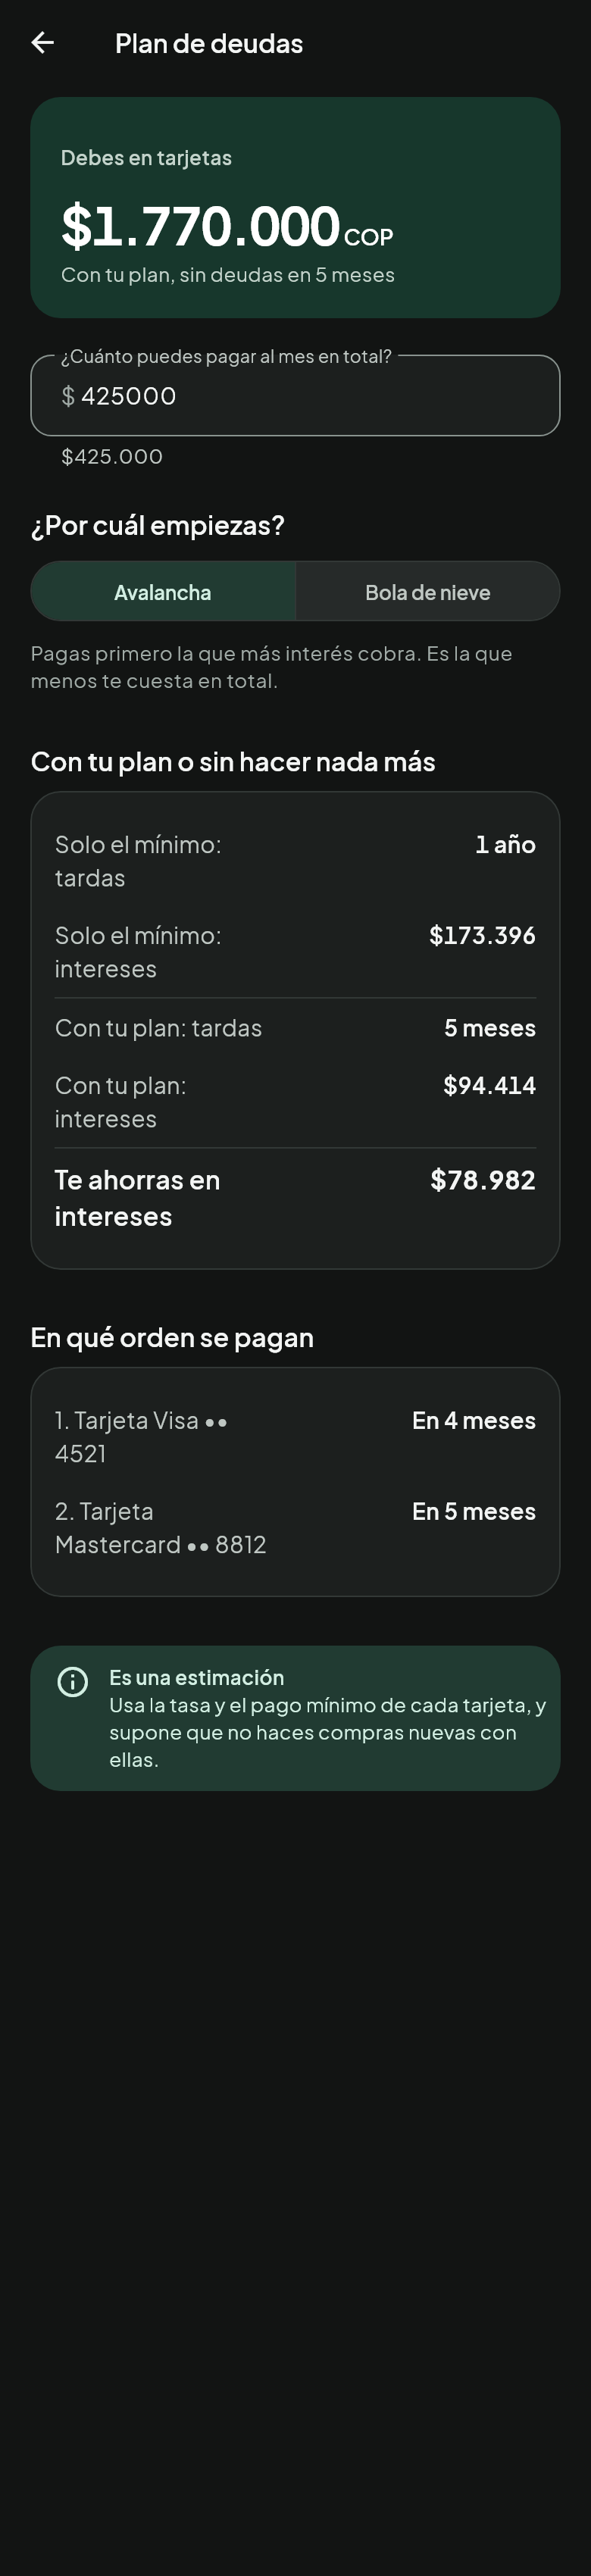 Plan de deudas
Debes en tarjetas
$1.770.000 COP
Con tu plan, sin deudas en 5 meses
¿Cuánto puedes pagar al mes en total?
$ 425000
$425.000
¿Por cuál empiezas?
Avalancha
Bola de nieve
Pagas primero la que más interés cobra. Es la que
menos te cuesta en total.
Con tu plan o sin hacer nada más
Solo el mínimo: 1 año
tardas
Solo el mínimo: $173.396
intereses
Con tu plan: tardas 5 meses
Con tu plan: $94.414
intereses
Te ahorras en $78.982
intereses
En qué orden se pagan
1. Tarjeta Visa •• En 4 meses
4521
2. Tarjeta En 5 meses
Mastercard •• 8812
Es una estimación
Usa la tasa y el pago mínimo de cada tarjeta, y
supone que no haces compras nuevas con
ellas.